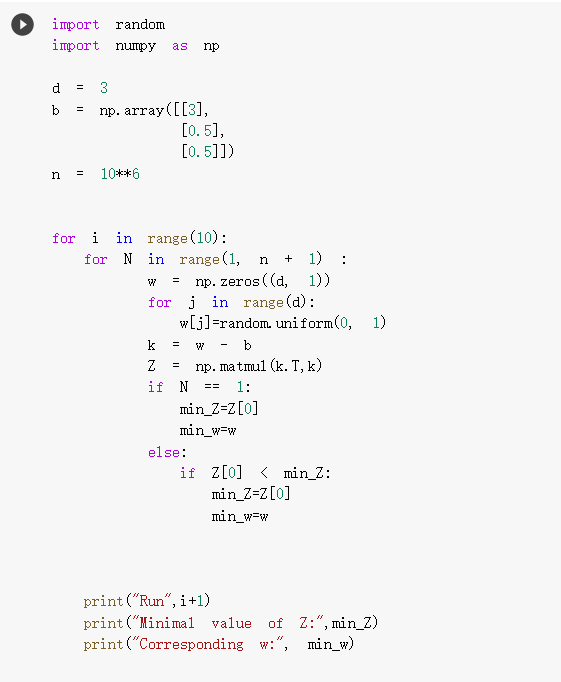 import random
import numpy as np
d = 3
b = np.array([[3],
[0.5],
[0.5]])
n = 10**6
for i in range(10):
for N in range(1, n + 1) :
w = np.zeros((d, 1))
for j in range(d):
w[j]=random.uniform(0, 1)
k = w - b
Z = np.matmul(k.T,k)
if N == 1:
min_Z=Z[0]
min_w=w
else:
if Z[0] < min_Z:
min_Z=Z[0]
min_w=w
print("Run",i+1)
print("Minimal value of Z:",min_Z)
print("Corresponding w:", min_w)